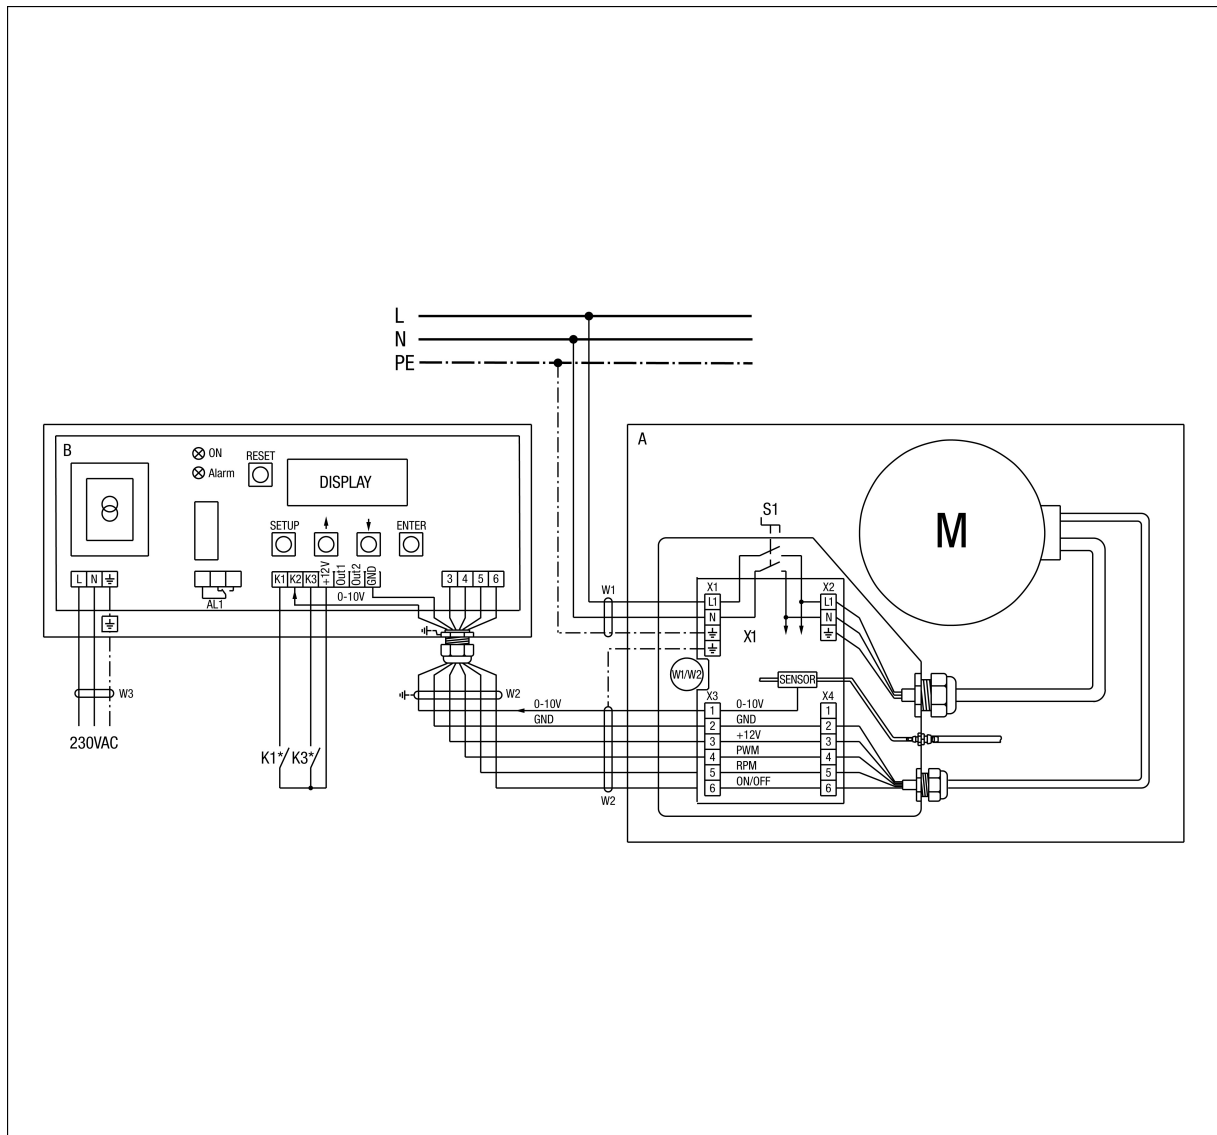 L
N
PE
B
ON
Alarm
RESET
DISPLAY
SETUP
ENTER
L N
AL1
K1 K2 K3 +12V Out1 Out2 GND
0-10V
3 4 5 6
W3
230VAC
K1* K3*
W2
0-10V
GND
W1
W2
A
M
S1
X1
L1
N
X1
X2
L1
N
W1/W2
SENSOR
X3
X4
1 0-10V 1
2 GND 2
3 +12V 3
4 PWM 4
5 RPM 5
6 ON/OFF 6